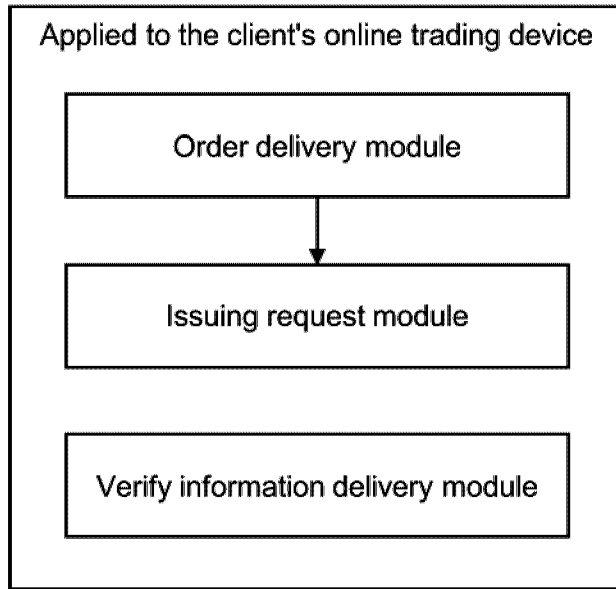 Applied to the client's online trading device
Order delivery module
Issuing request module
Verify information delivery module